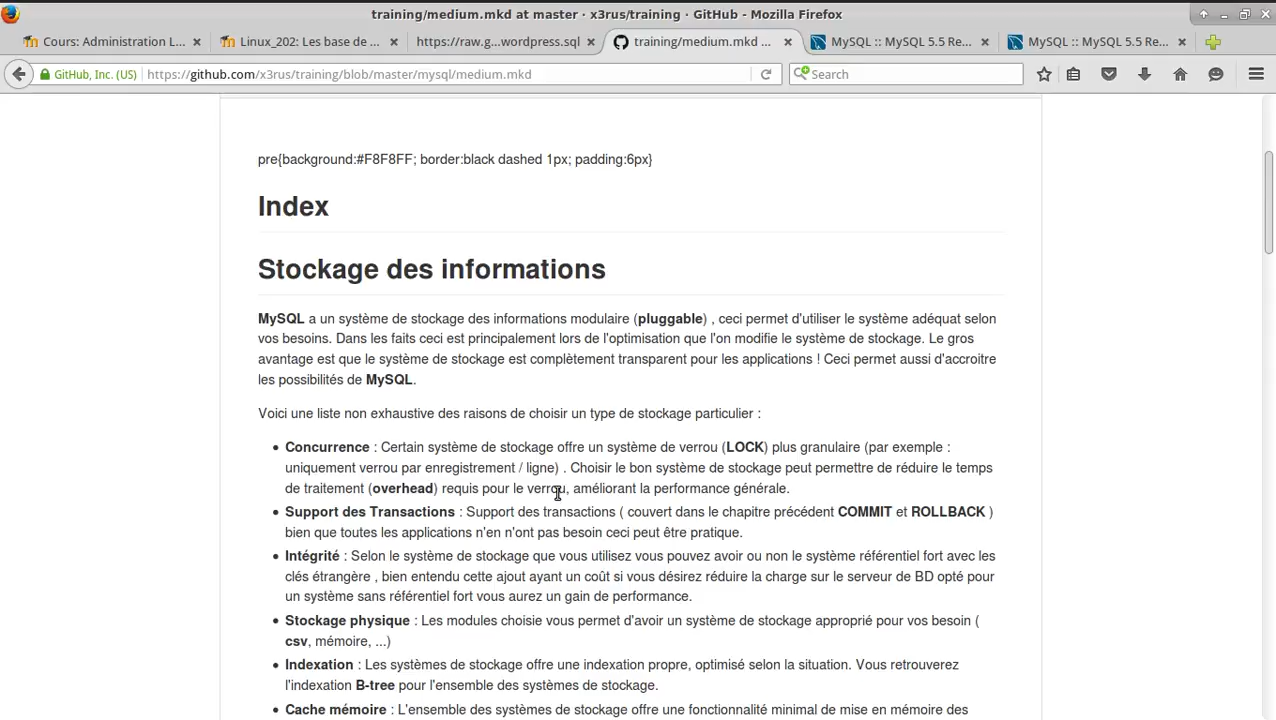 training/medium.mkd at master · x3rus/training · GitHub - Mozilla Firefox
Cours: Administration L...
Linux_202: Les base de ...
https://raw.g...wordpress.sql
training/medium.mkd ...
MySQL :: MySQL 5.5 Re...
MySQL :: MySQL 5.5 Re...
GitHub, Inc. (US)
https://github.com/x3rus/training/blob/master/mysql/medium.mkd
Search
pre{background:#F8F8FF; border:black dashed 1px; padding:6px}
Index
Stockage des informations
MySQL a un système de stockage des informations modulaire (pluggable) , ceci permet d'utiliser le système adéquat selon
vos besoins. Dans les faits ceci est principalement lors de l'optimisation que l'on modifie le système de stockage. Le gros
avantage est que le système de stockage est complètement transparent pour les applications ! Ceci permet aussi d'accroitre
les possibilités de MySQL.
Voici une liste non exhaustive des raisons de choisir un type de stockage particulier :
Concurrence : Certain système de stockage offre un système de verrou (LOCK) plus granulaire (par exemple :
uniquement verrou par enregistrement / ligne) . Choisir le bon système de stockage peut permettre de réduire le temps
de traitement (overhead) requis pour le verrou, améliorant la performance générale.
Support des Transactions : Support des transactions ( couvert dans le chapitre précédent COMMIT et ROLLBACK )
bien que toutes les applications n'en n'ont pas besoin ceci peut être pratique.
Intégrité : Selon le système de stockage que vous utilisez vous pouvez avoir ou non le système référentiel fort avec les
clés étrangère , bien entendu cette ajout ayant un coût si vous désirez réduire la charge sur le serveur de BD opté pour
un système sans référentiel fort vous aurez un gain de performance.
Stockage physique : Les modules choisie vous permet d'avoir un système de stockage approprié pour vos besoin (
csv, mémoire, ...)
Indexation : Les systèmes de stockage offre une indexation propre, optimisé selon la situation. Vous retrouverez
l'indexation B-tree pour l'ensemble des systèmes de stockage.
Cache mémoire : L'ensemble des systèmes de stockage offre une fonctionnalité minimal de mise en mémoire des